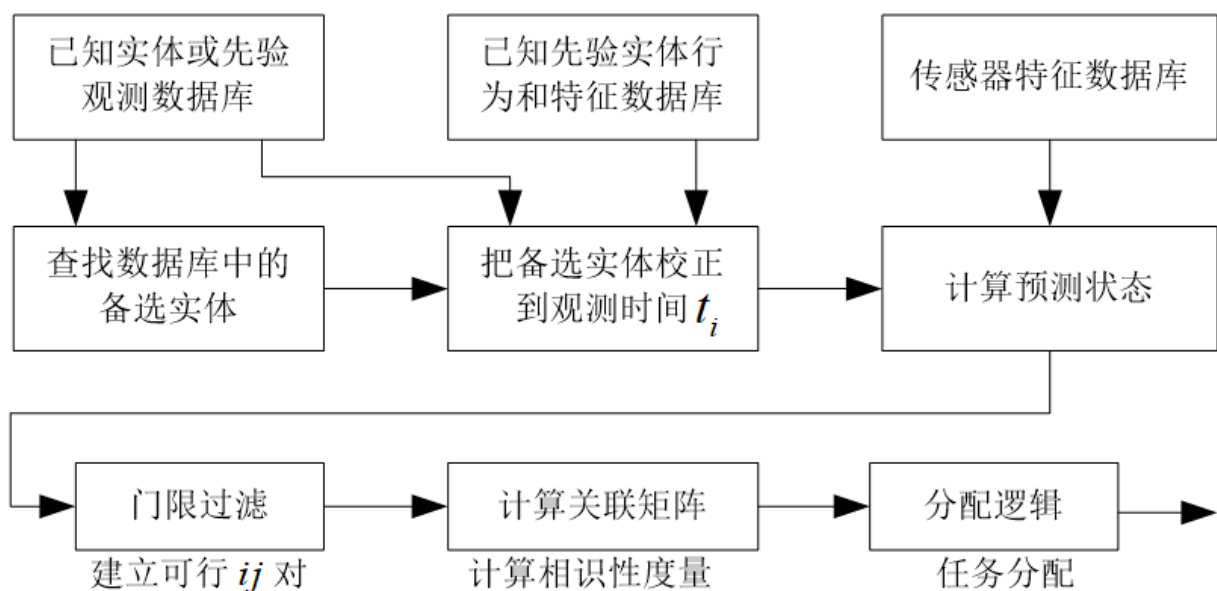 已知实体或先验
观测数据库
已知先验实体行
为和特征数据库
传感器特征数据库
查找数据库中的
备选实体
把备选实体校正
到观测时间 t_i
计算预测状态
门限过滤
计算关联矩阵
分配逻辑
建立可行 ij 对
计算相识性度量
任务分配